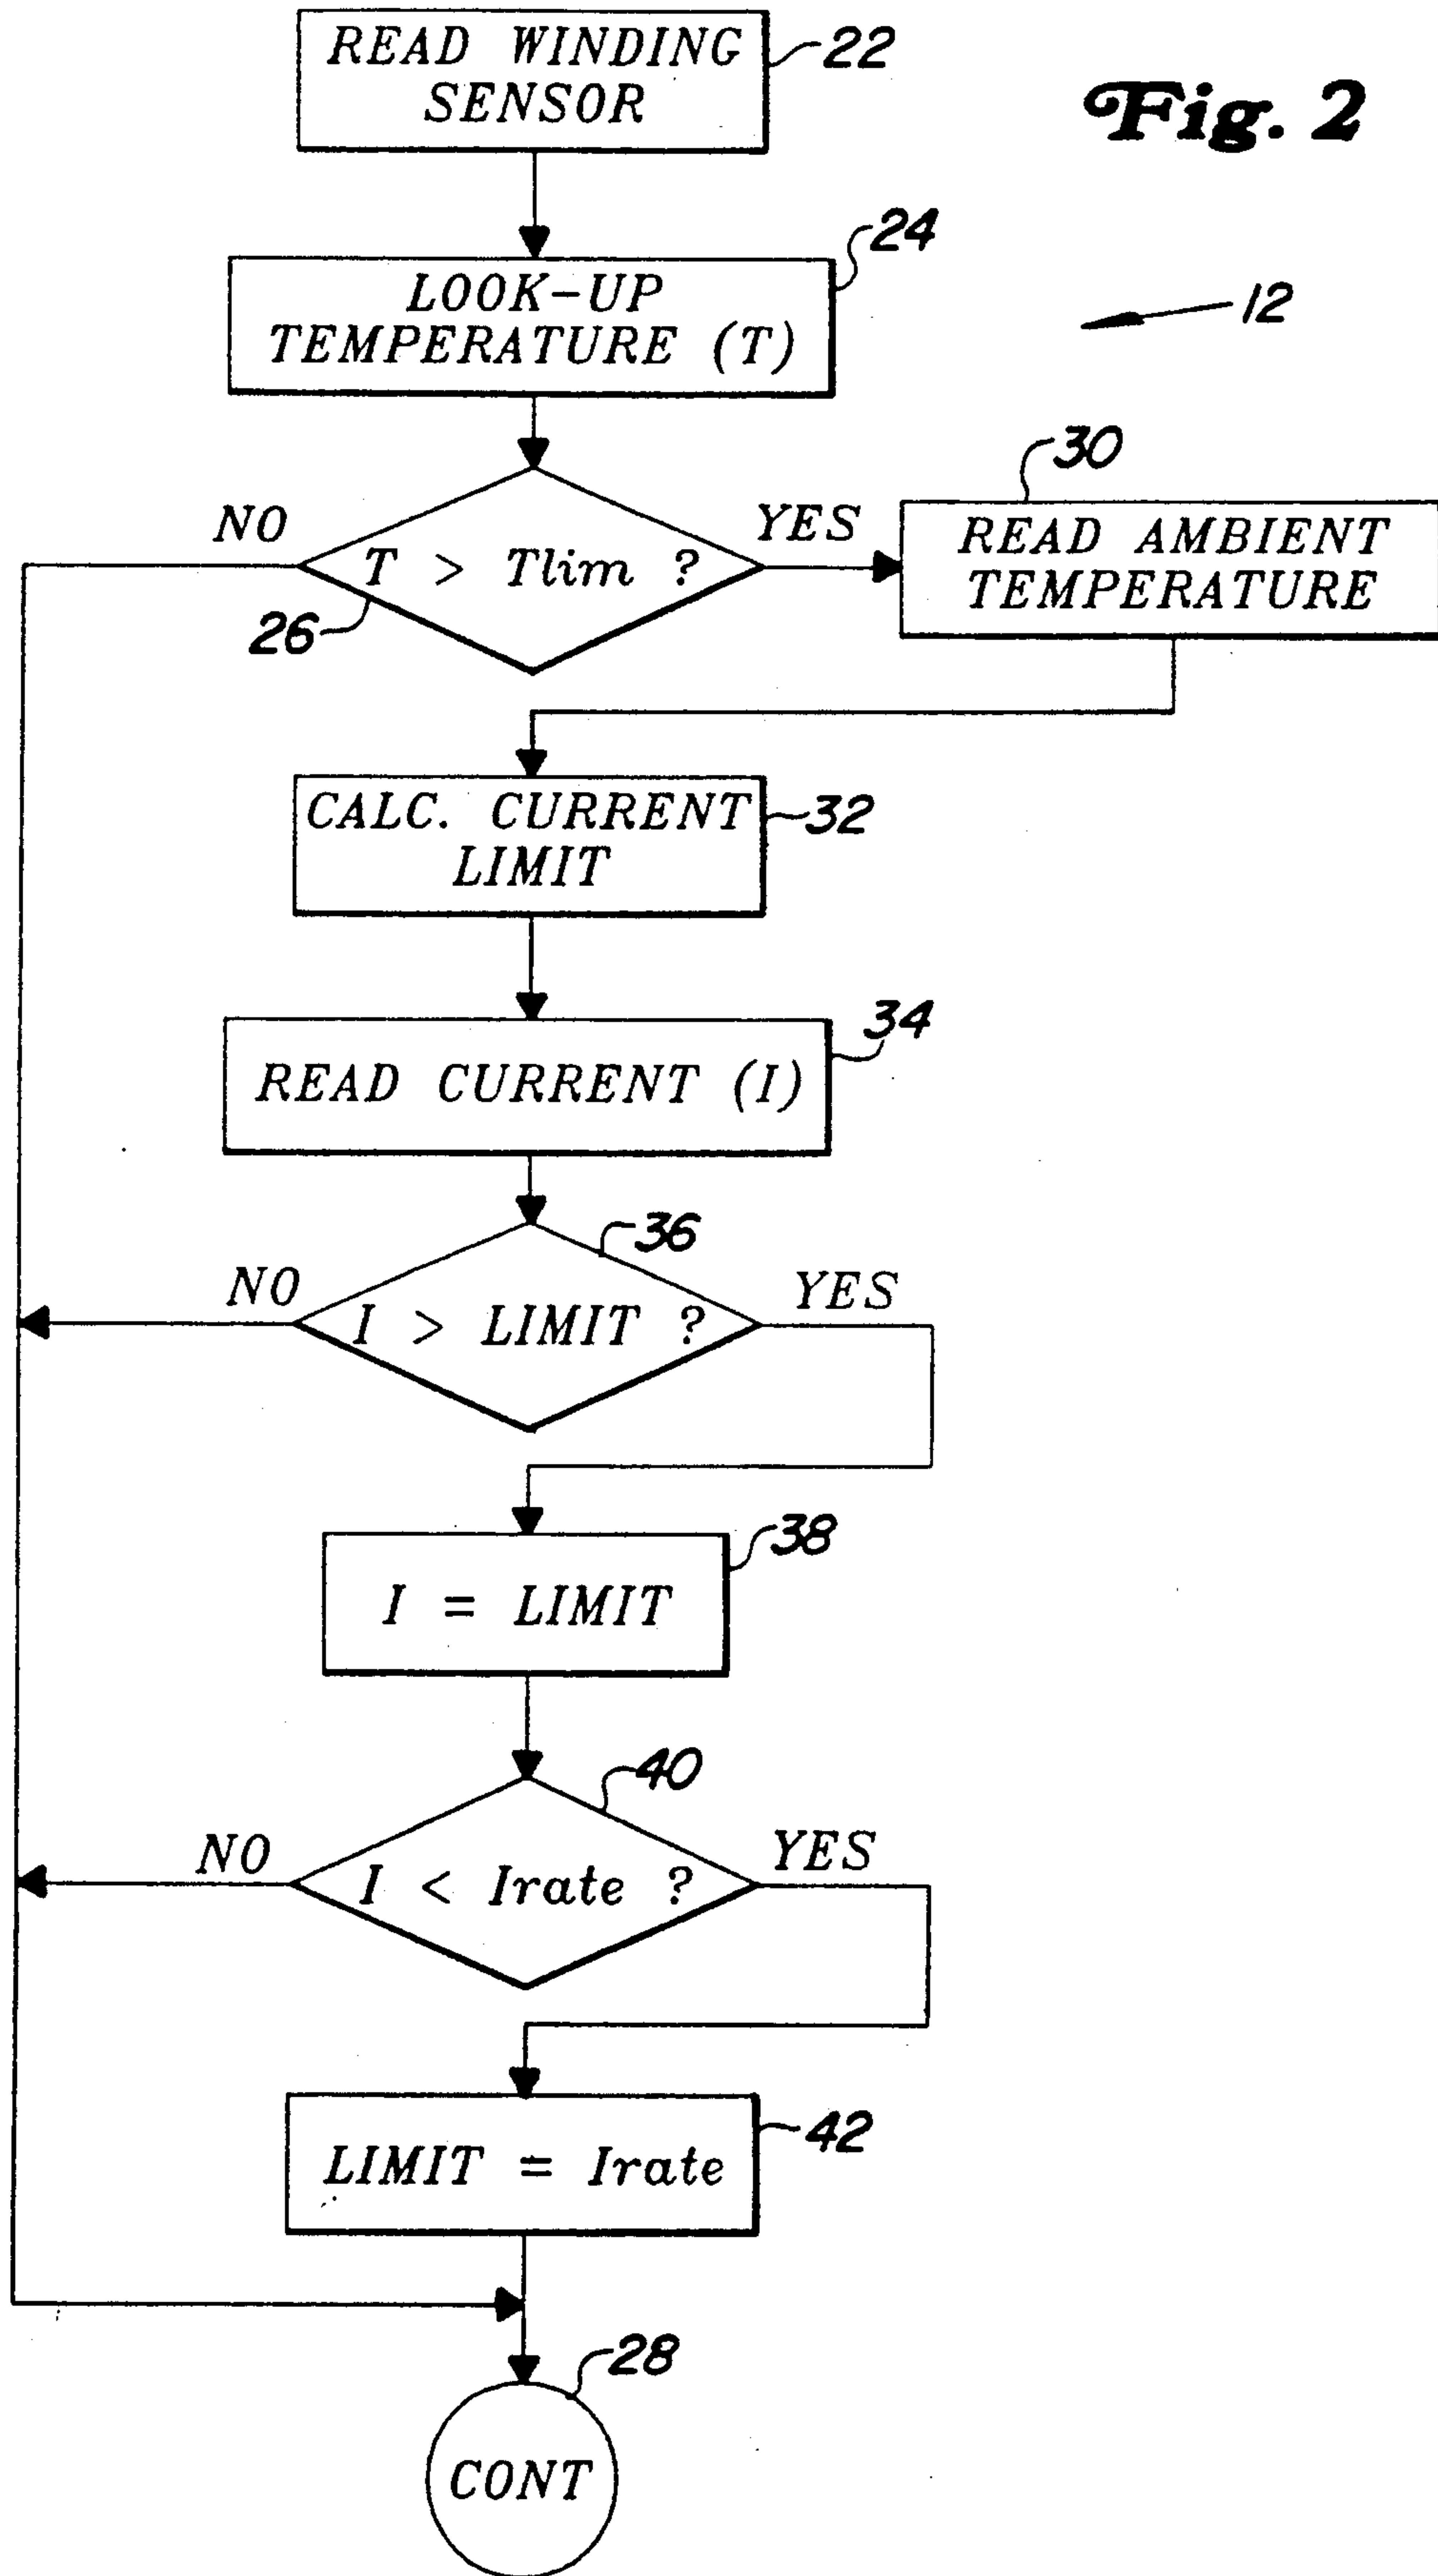 READ WINDING
SENSOR
22
Fig. 2
24
LOOK-UP
TEMPERATURE (T)
12
30
NO
YES
T > Tlim ?
READ AMBIENT
TEMPERATURE
26
CALC. CURRENT
LIMIT
32
34
READ CURRENT (I)
36
NO
YES
I > LIMIT ?
38
I = LIMIT
40
NO
YES
I < Irate ?
42
LIMIT = Irate
28
CONT